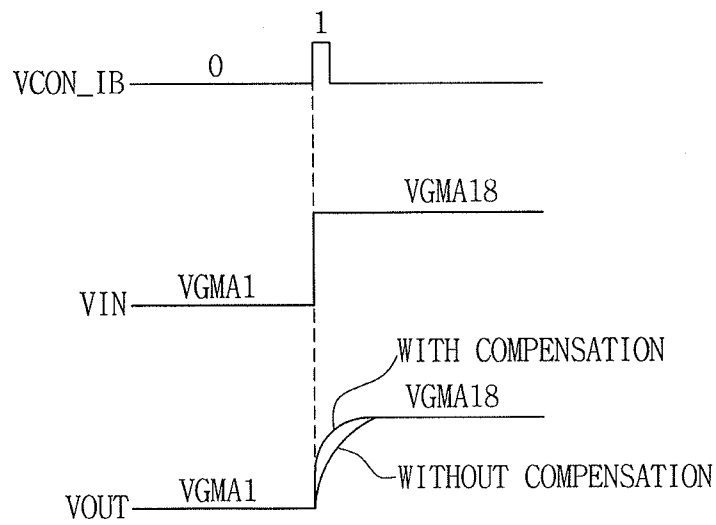 1
0
VCON_IB
VGMA18
VGMA1
VIN
WITH COMPENSATION
VGMA18
WITHOUT COMPENSATION
VGMA1
VOUT